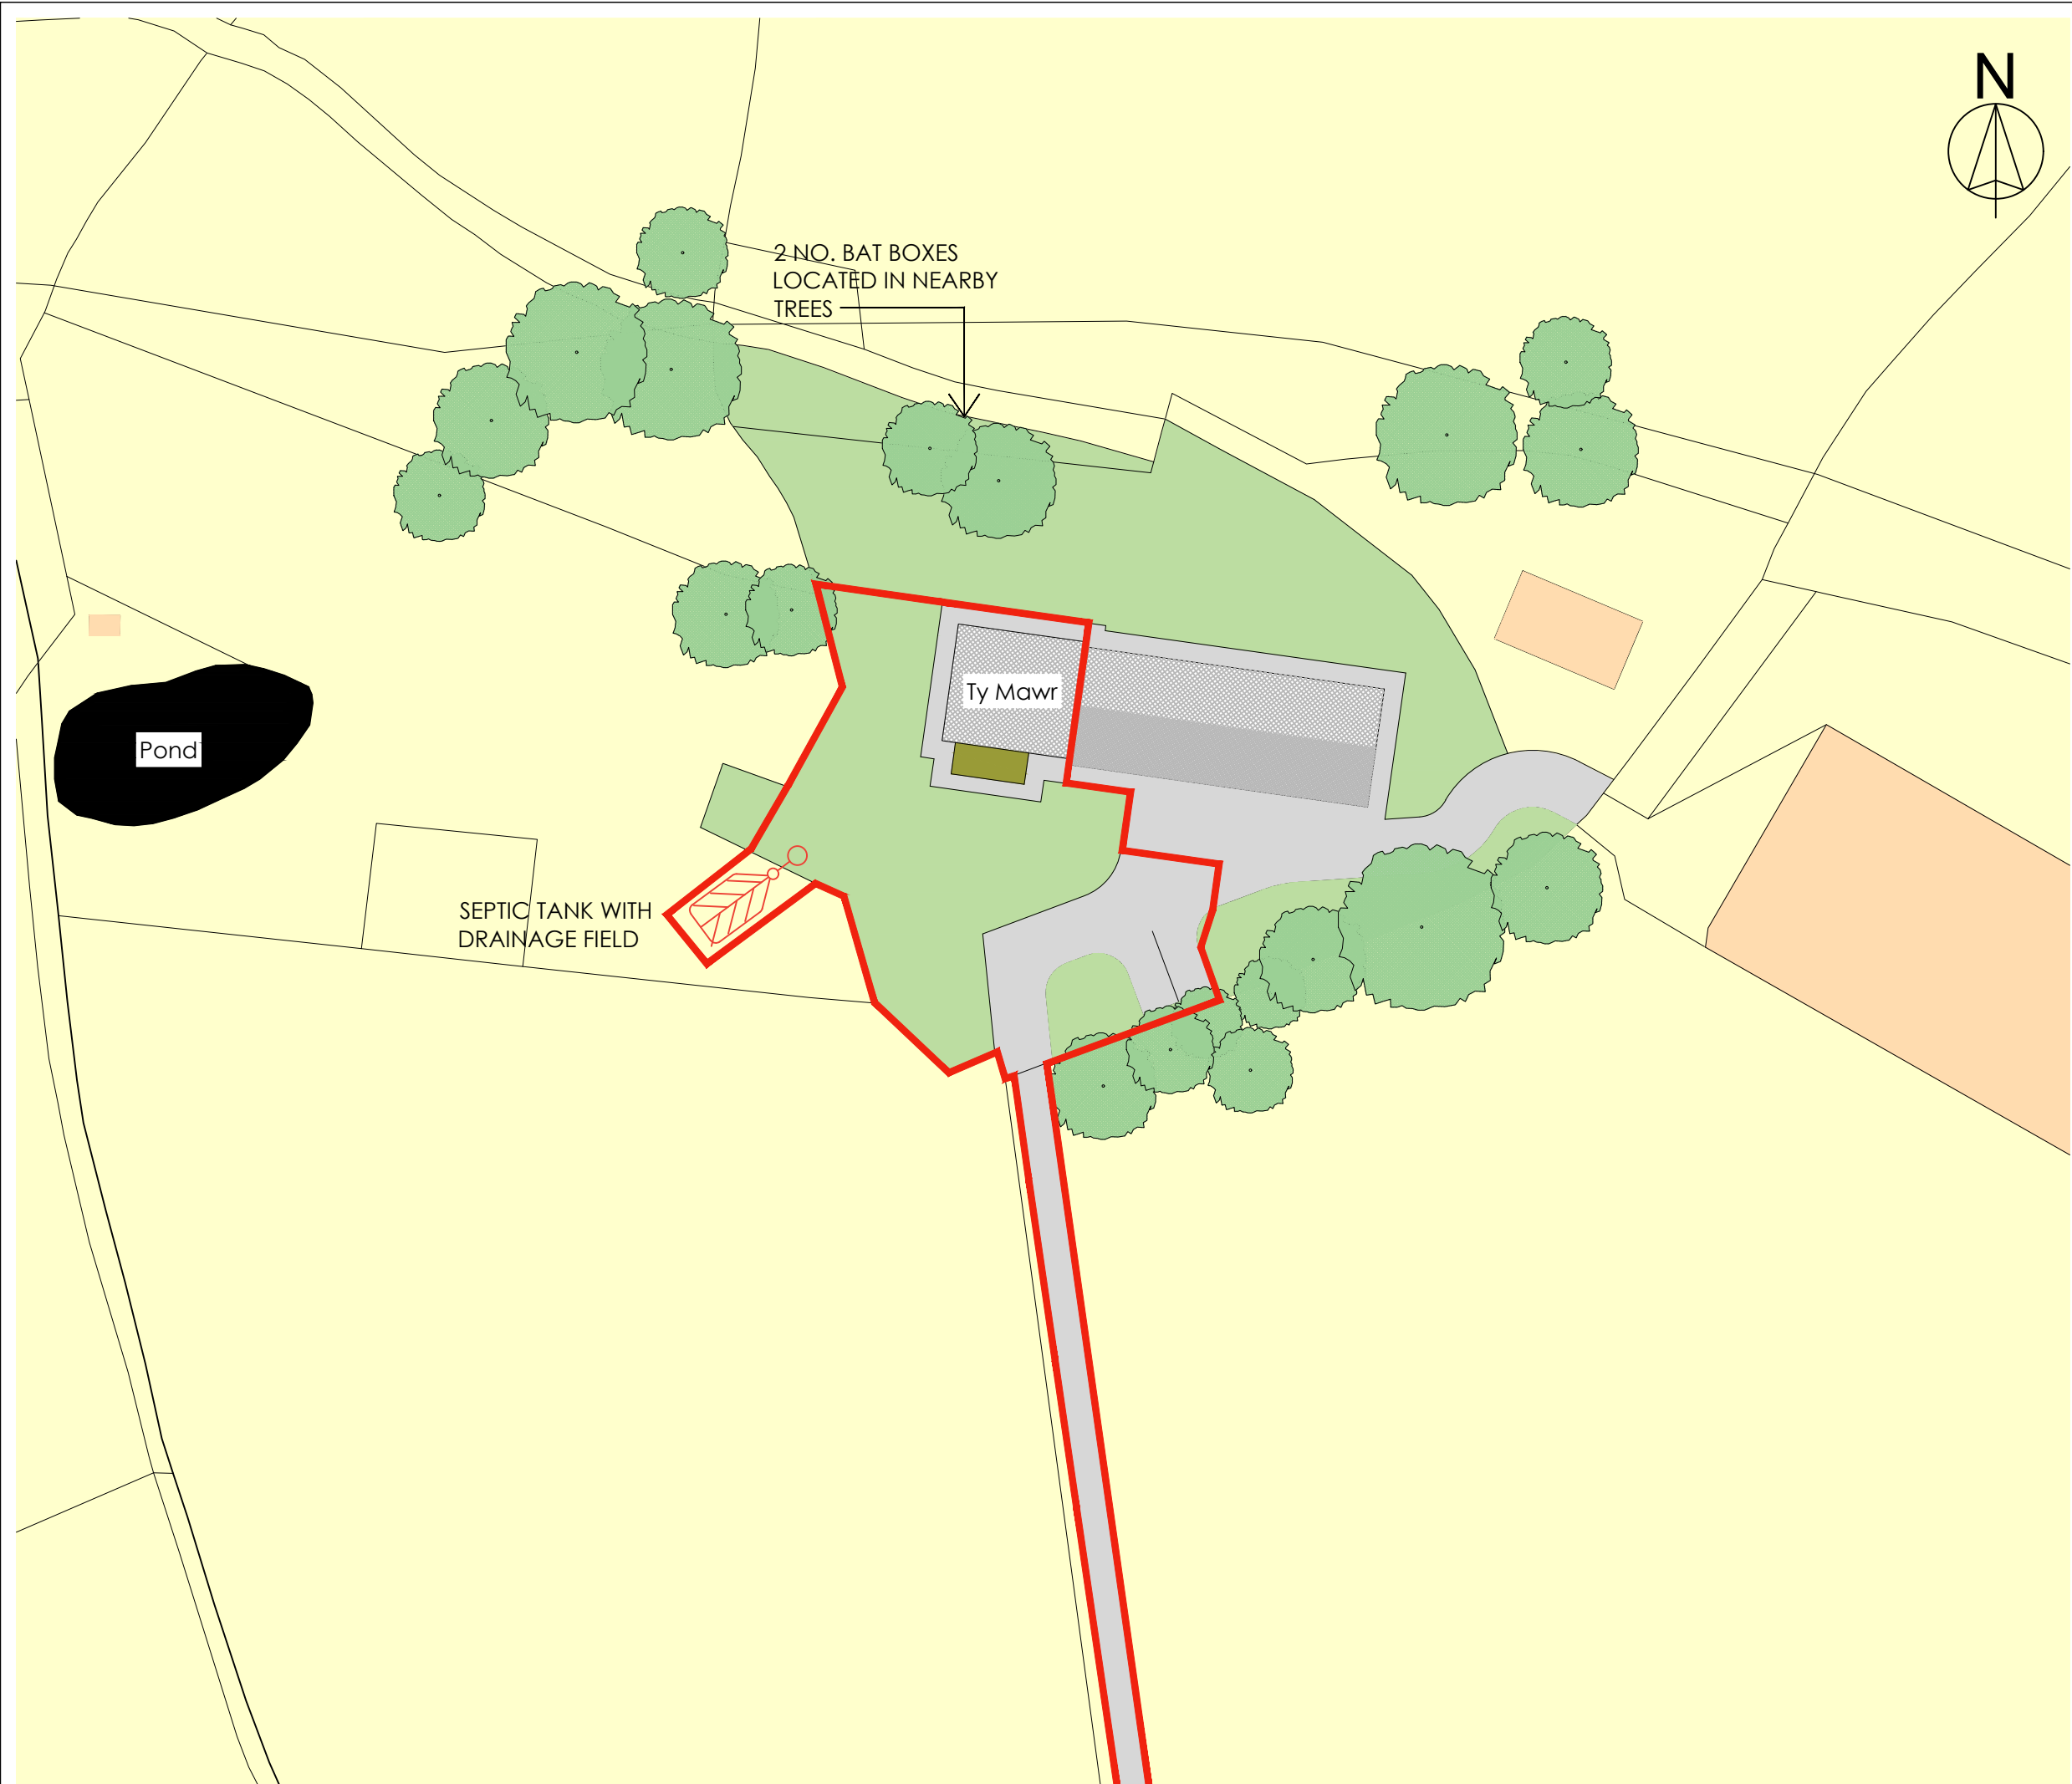 N
2 NO. BAT BOXES
LOCATED IN NEARBY
TREES
Ty Mawr
Pond
SEPTIC TANK WITH
DRAINAGE FIELD